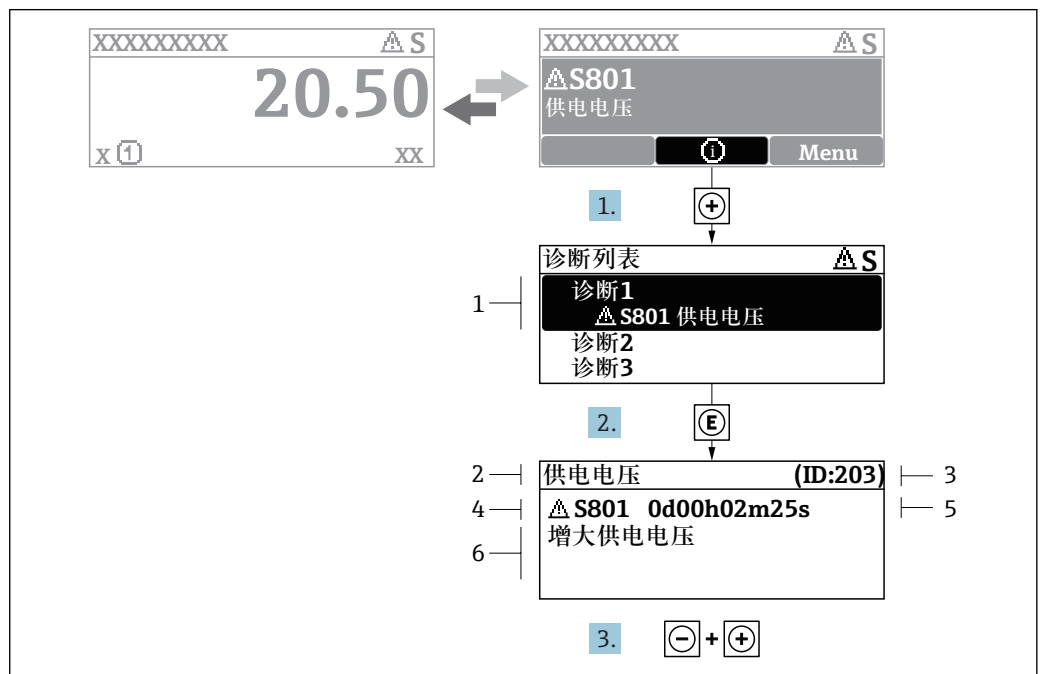 XXXXXXXXX ⚠ S
20.50
x ① XX
XXXXXXXXX ⚠ S
⚠S801
供电电压
ⓘ Menu
1. ⊕
诊断列表 ⚠ S
1
诊断1
⚠ S801 供电电压
诊断2
诊断3
2. Ⓔ
2 供电电压 (ID:203) 3
4 ⚠ S801 0d00h02m25s 5
6 增大供电电压
3. ⊖+⊕